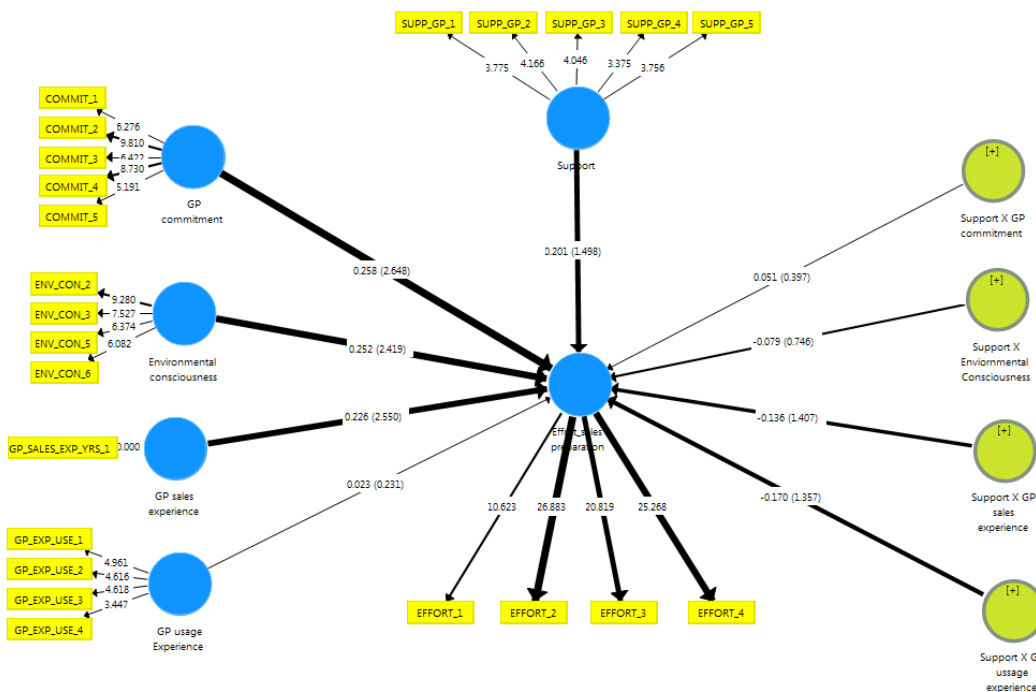 SUPP_GP_1
SUPP_GP_2
SUPP_GP_3
SUPP_GP_4
SUPP_GP_5
3.775
4.166
4.046
3.375
3.756
Support
COMMIT_1
COMMIT_2
COMMIT_3
COMMIT_4
COMMIT_5
6.276
9.810
6.422
8.730
5.191
GP
commitment
[+]
Support X GP
commitment
0.201 (1.498)
0.258 (2.648)
0.051 (0.397)
ENV_CON_2
ENV_CON_3
ENV_CON_5
ENV_CON_6
9.280
7.527
6.374
6.082
Environmental
consciousness
0.252 (2.419)
-0.079 (0.746)
[+]
Support X
Enviornmental
Consciousness
GP_SALES_EXP_YRS_1
0.000
GP sales
experience
0.226 (2.550)
Effort_sales
preparation
-0.136 (1.407)
[+]
Support X GP
sales
experience
0.023 (0.231)
-0.170 (1.357)
GP_EXP_USE_1
GP_EXP_USE_2
GP_EXP_USE_3
GP_EXP_USE_4
4.961
4.616
4.618
3.447
GP usage
Experience
10.623
26.883
20.819
25.268
EFFORT_1
EFFORT_2
EFFORT_3
EFFORT_4
[+]
Support X G
ussage
experience